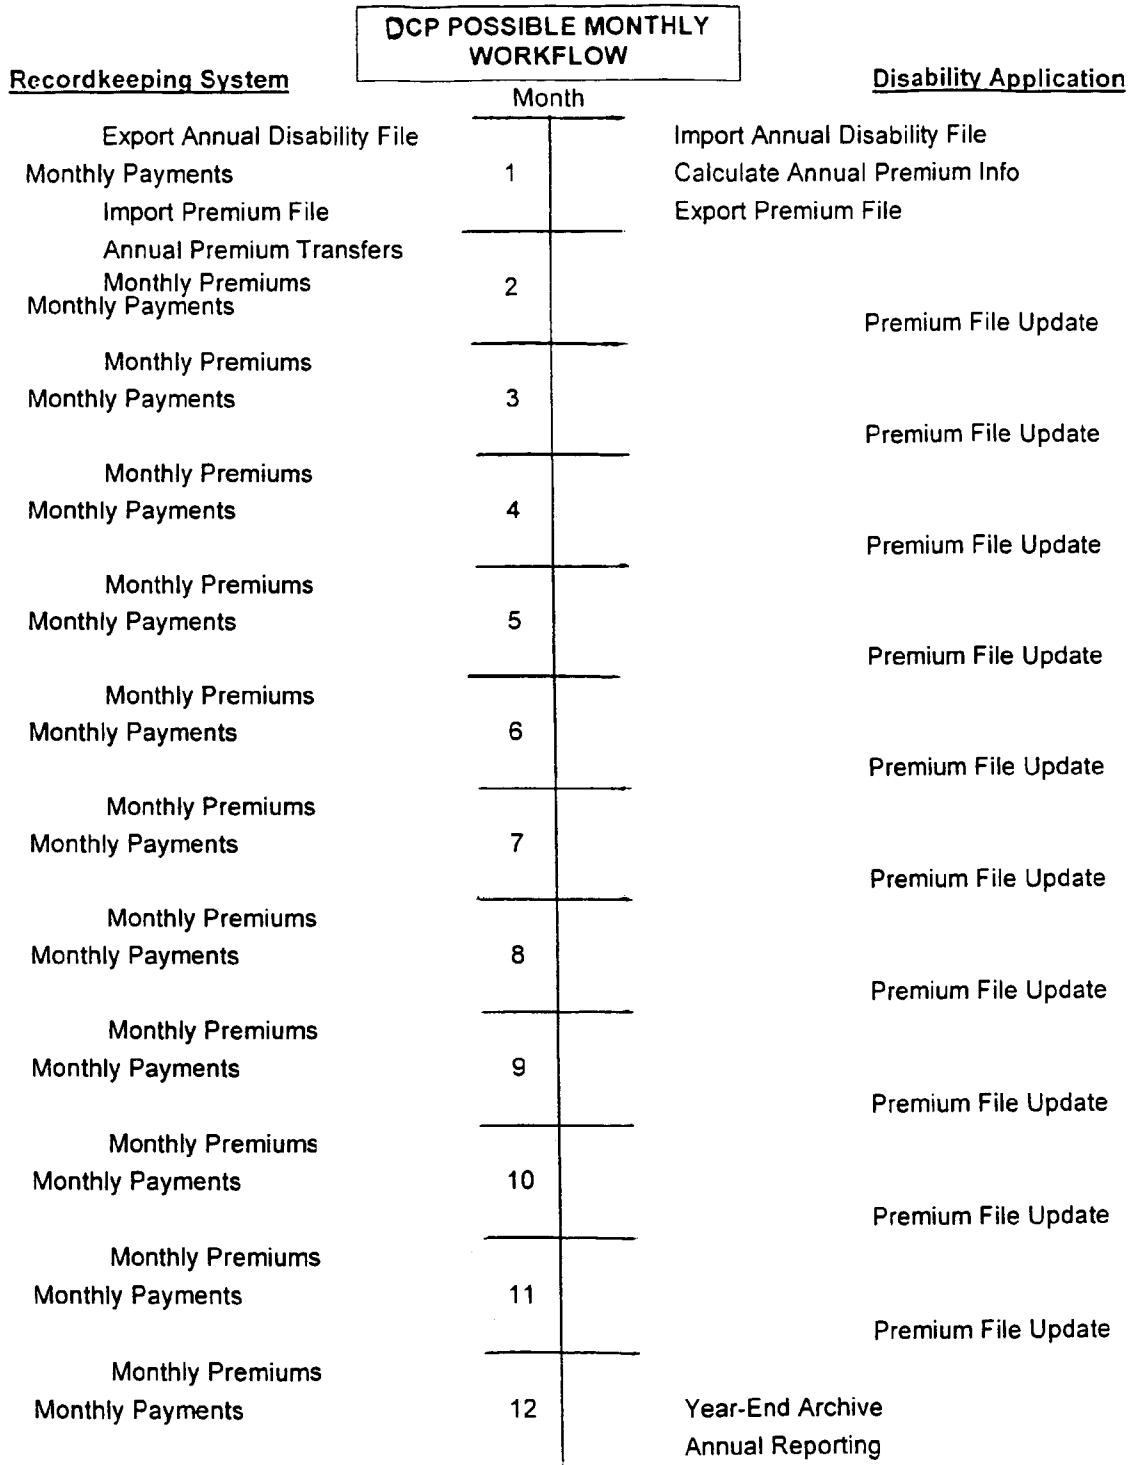 DCP POSSIBLE MONTHLY
WORKFLOW
Recordkeeping System
Disability Application
Month
Export Annual Disability File
Import Annual Disability File
Monthly Payments
1
Calculate Annual Premium Info
Import Premium File
Export Premium File
Annual Premium Transfers
Monthly Premiums
2
Monthly Payments
Premium File Update
Monthly Premiums
Monthly Payments
3
Premium File Update
Monthly Premiums
Monthly Payments
4
Premium File Update
Monthly Premiums
Monthly Payments
5
Premium File Update
Monthly Premiums
Monthly Payments
6
Premium File Update
Monthly Premiums
Monthly Payments
7
Premium File Update
Monthly Premiums
Monthly Payments
8
Premium File Update
Monthly Premiums
Monthly Payments
9
Premium File Update
Monthly Premiums
Monthly Payments
10
Premium File Update
Monthly Premiums
Monthly Payments
11
Premium File Update
Monthly Premiums
Monthly Payments
12
Year-End Archive
Annual Reporting